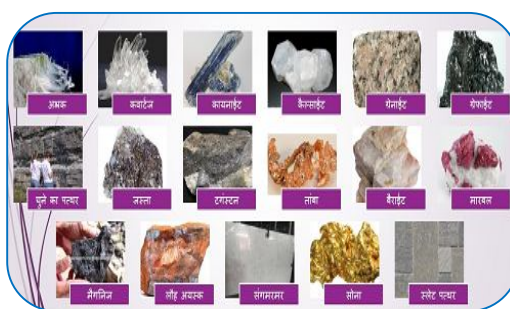 अभ्रक
क्वार्टज
कायनाईट
कैल्साईट
ग्रेनाईट
ग्रेफाईट
चुने का पत्थर
जस्ता
टंगस्टन
तांबा
बैराईट
मारबल
मैगनिज
लौह अयस्क
संगमरमर
सोना
स्लेट पत्थर